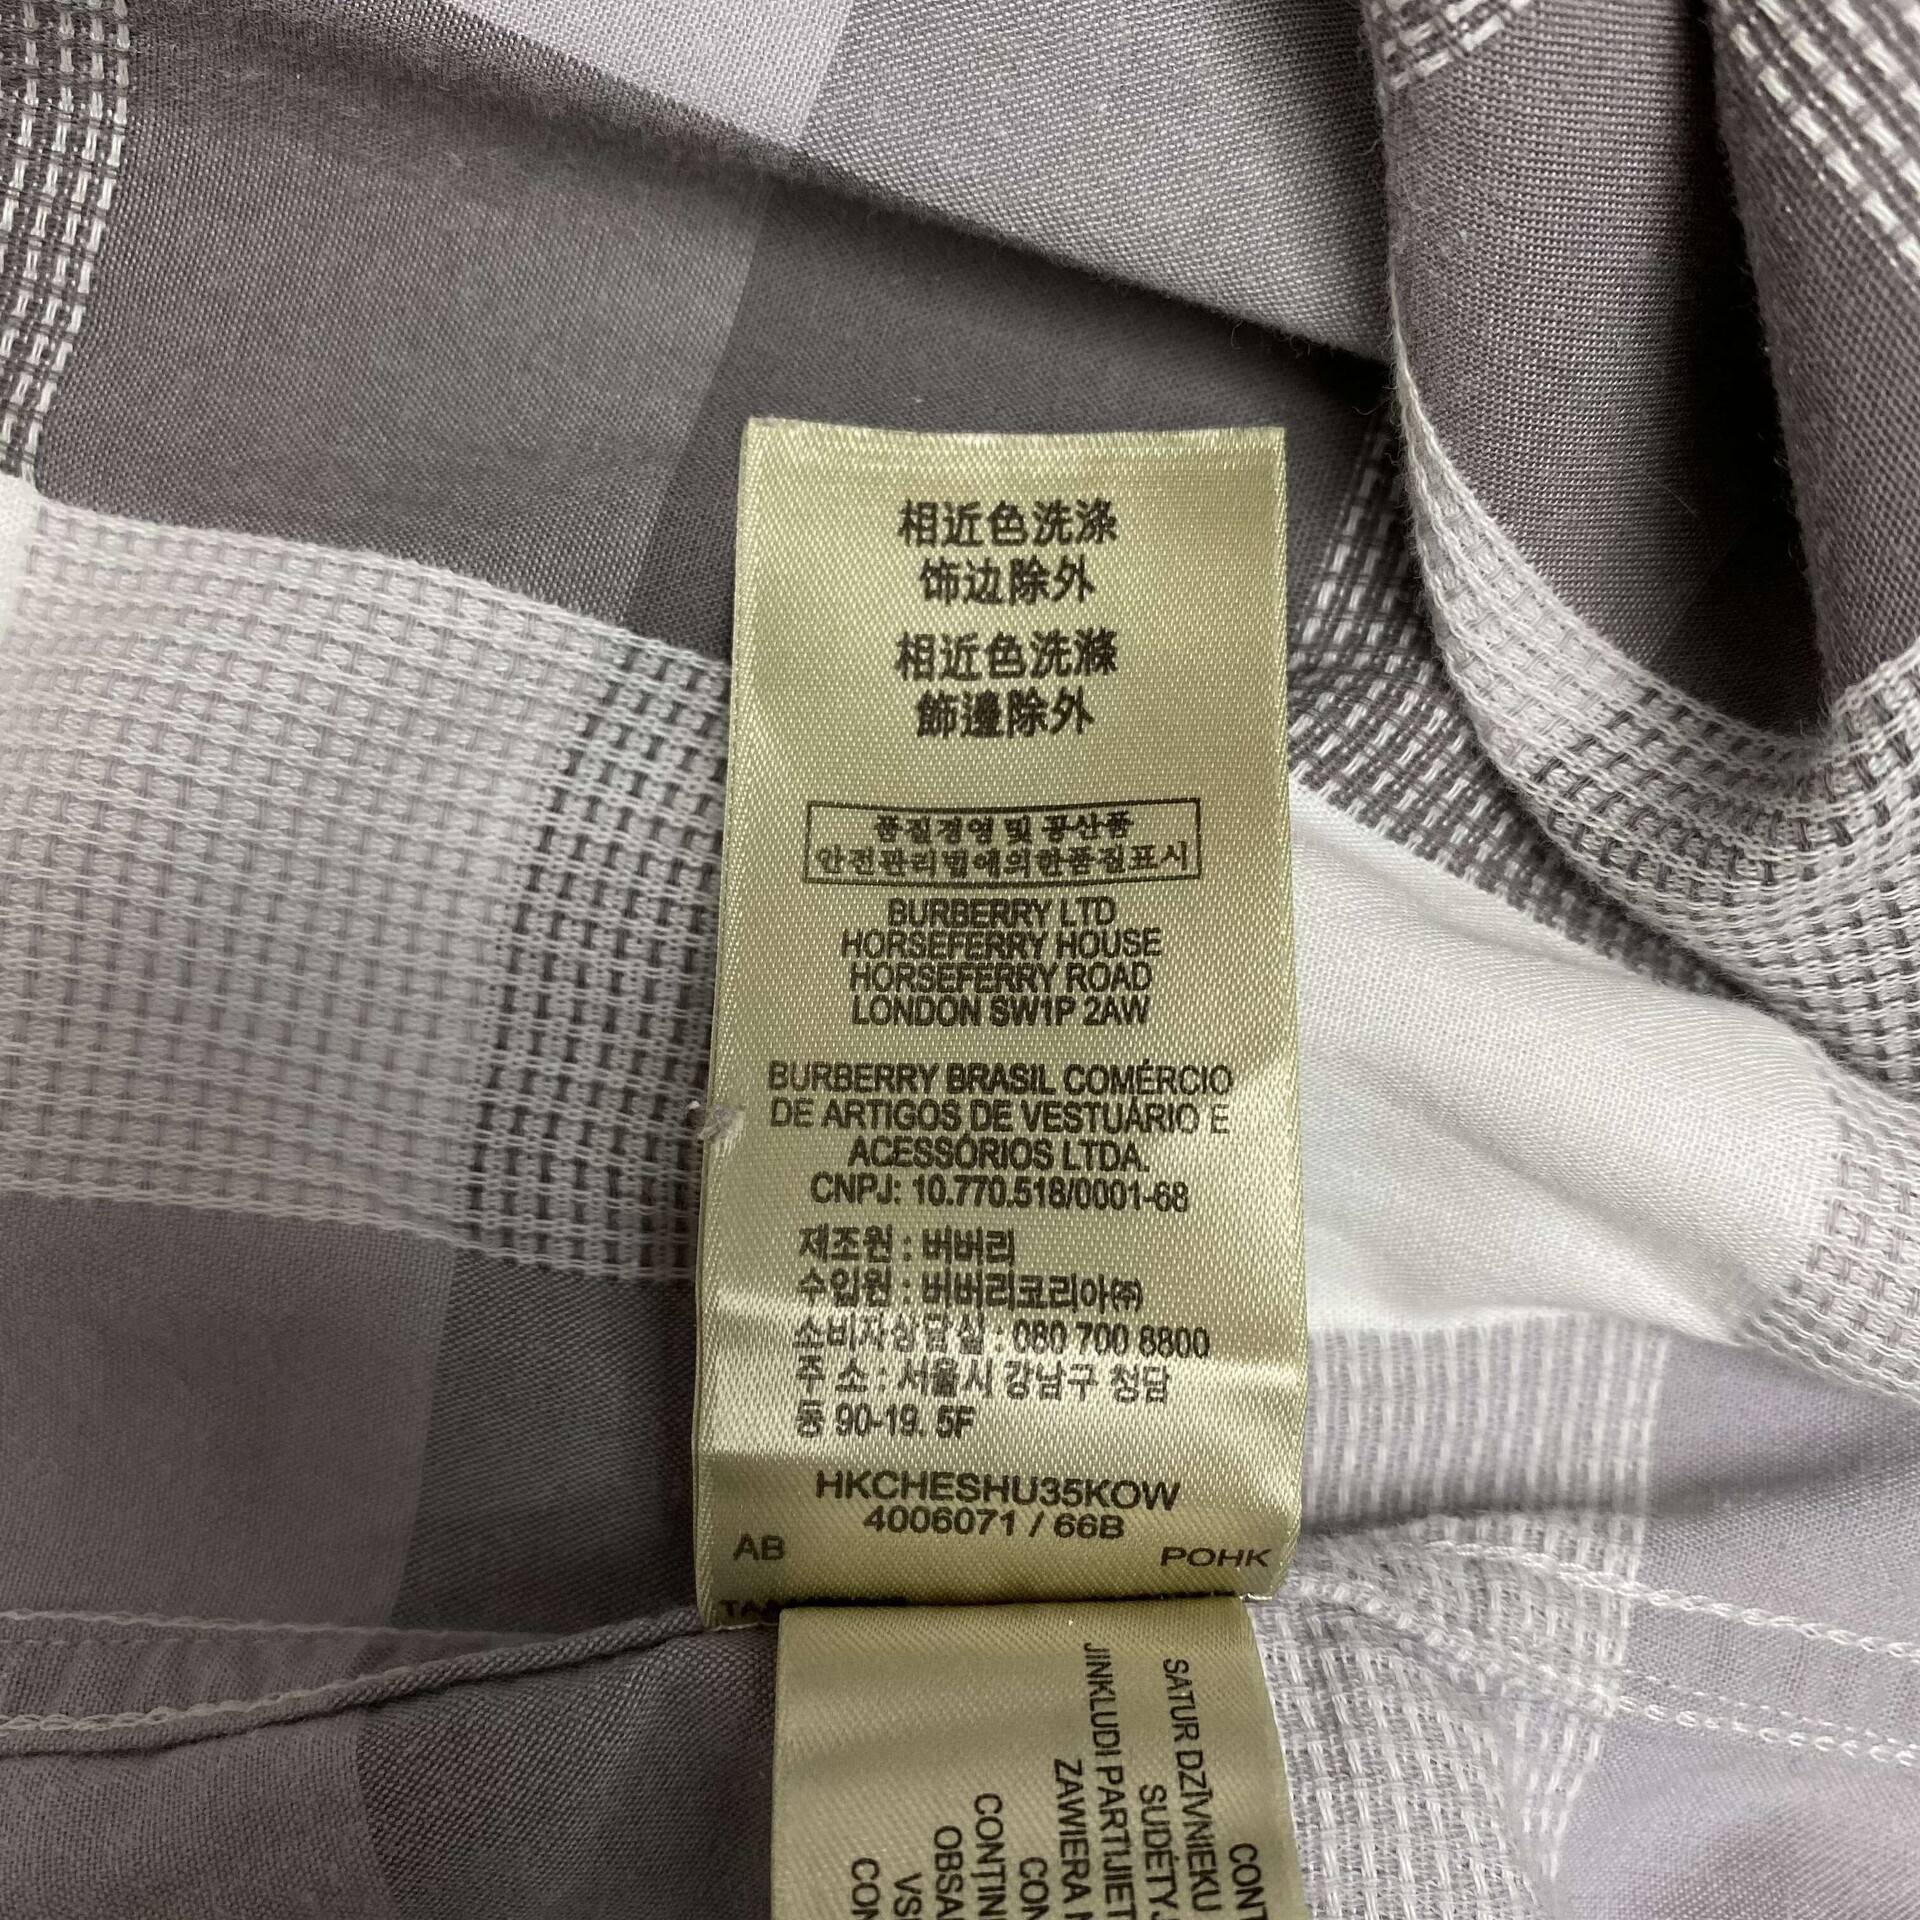 相近色洗涤
饰边除外
相近色洗滌
飾邊除外
품질경영 및 공산품
안전관리법에의한품질표시
BURBERRY LTD
HORSEFERRY HOUSE
HORSEFERRY ROAD
LONDON SW1P 2AW
BURBERRY BRASIL COMÉRCIO
DE ARTIGOS DE VESTUÁRIO E
ACESSÓRIOS LTDA.
CNPJ: 10.770.518/0001-68
제조원 : 버버리
수입원 : 버버리코리아㈜
소비자상담실 : 080 700 8800
주 소 : 서울시 강남구 청담
동 90-19. 5F
HKCHESHU35KOW
4006071 / 66B
AB
POHK
CONT
SATUR DZĪVNIEKU
SUDĖTY
JINKLUDI PARTIJIET
ZAWIERA
CON
CONTIN
OBSA
CON